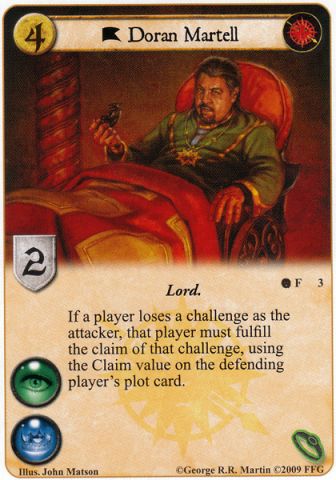 4
Doran Martell
2
F 3
Lord.
If a player loses a challenge as the
attacker, that player must fulfill
the claim of that challenge, using
the Claim value on the defending
player's plot card.
Illus. John Matson
©George R.R. Martin ©2009 FFG